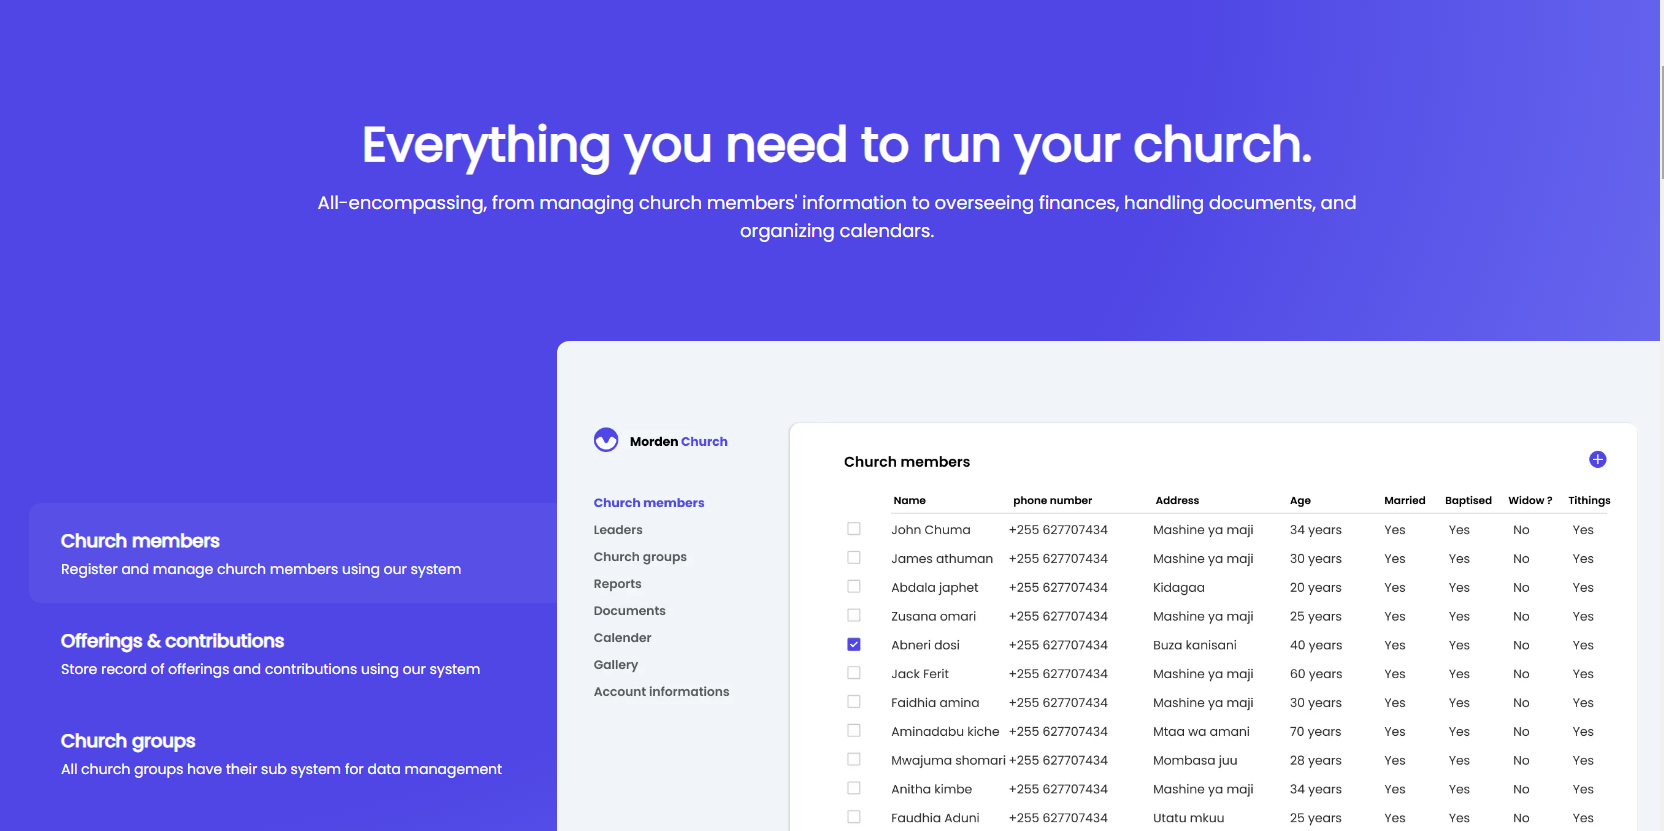 Everything you need to run your church.
All-encompassing, from managing church members' information to overseeing finances, handling documents, and
organizing calendars.
Church members
Register and manage church members using our system
Offerings & contributions
Store record of offerings and contributions using our system
Church groups
All church groups have their sub system for data management
Morden Church
Church members
Leaders
Church groups
Reports
Documents
Calender
Gallery
Account informations
Church members
Name phone number Address Age Married Baptised Widow ? Tithings
John Chuma +255 627707434 Mashine ya maji 34 years Yes Yes No Yes
James athuman +255 627707434 Mashine ya maji 30 years Yes Yes No Yes
Abdala japhet +255 627707434 Kidagaa 20 years Yes Yes No Yes
Zusana omari +255 627707434 Mashine ya maji 25 years Yes Yes No Yes
Abneri dosi +255 627707434 Buza kanisani 40 years Yes Yes No Yes
Jack Ferit +255 627707434 Mashine ya maji 60 years Yes Yes No Yes
Faidhia amina +255 627707434 Mashine ya maji 30 years Yes Yes No Yes
Aminadabu kiche +255 627707434 Mtaa wa amani 70 years Yes Yes No Yes
Mwajuma shomari +255 627707434 Mombasa juu 28 years Yes Yes No Yes
Anitha kimbe +255 627707434 Mashine ya maji 34 years Yes Yes No Yes
Faudhia Aduni +255 627707434 Utatu mkuu 25 years Yes Yes No Yes